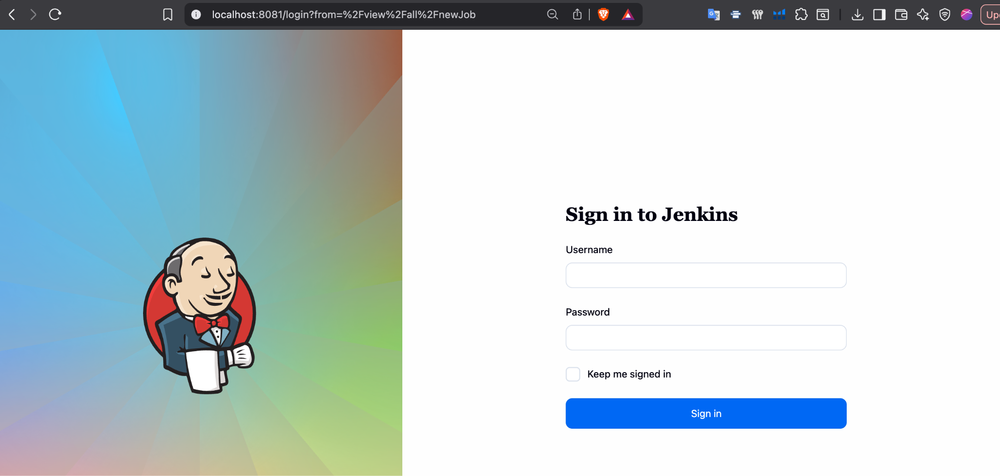 localhost:8081/login?from=%2Fview%2Fall%2FnewJob
Sign in to Jenkins
Username
Password
Keep me signed in
Sign in